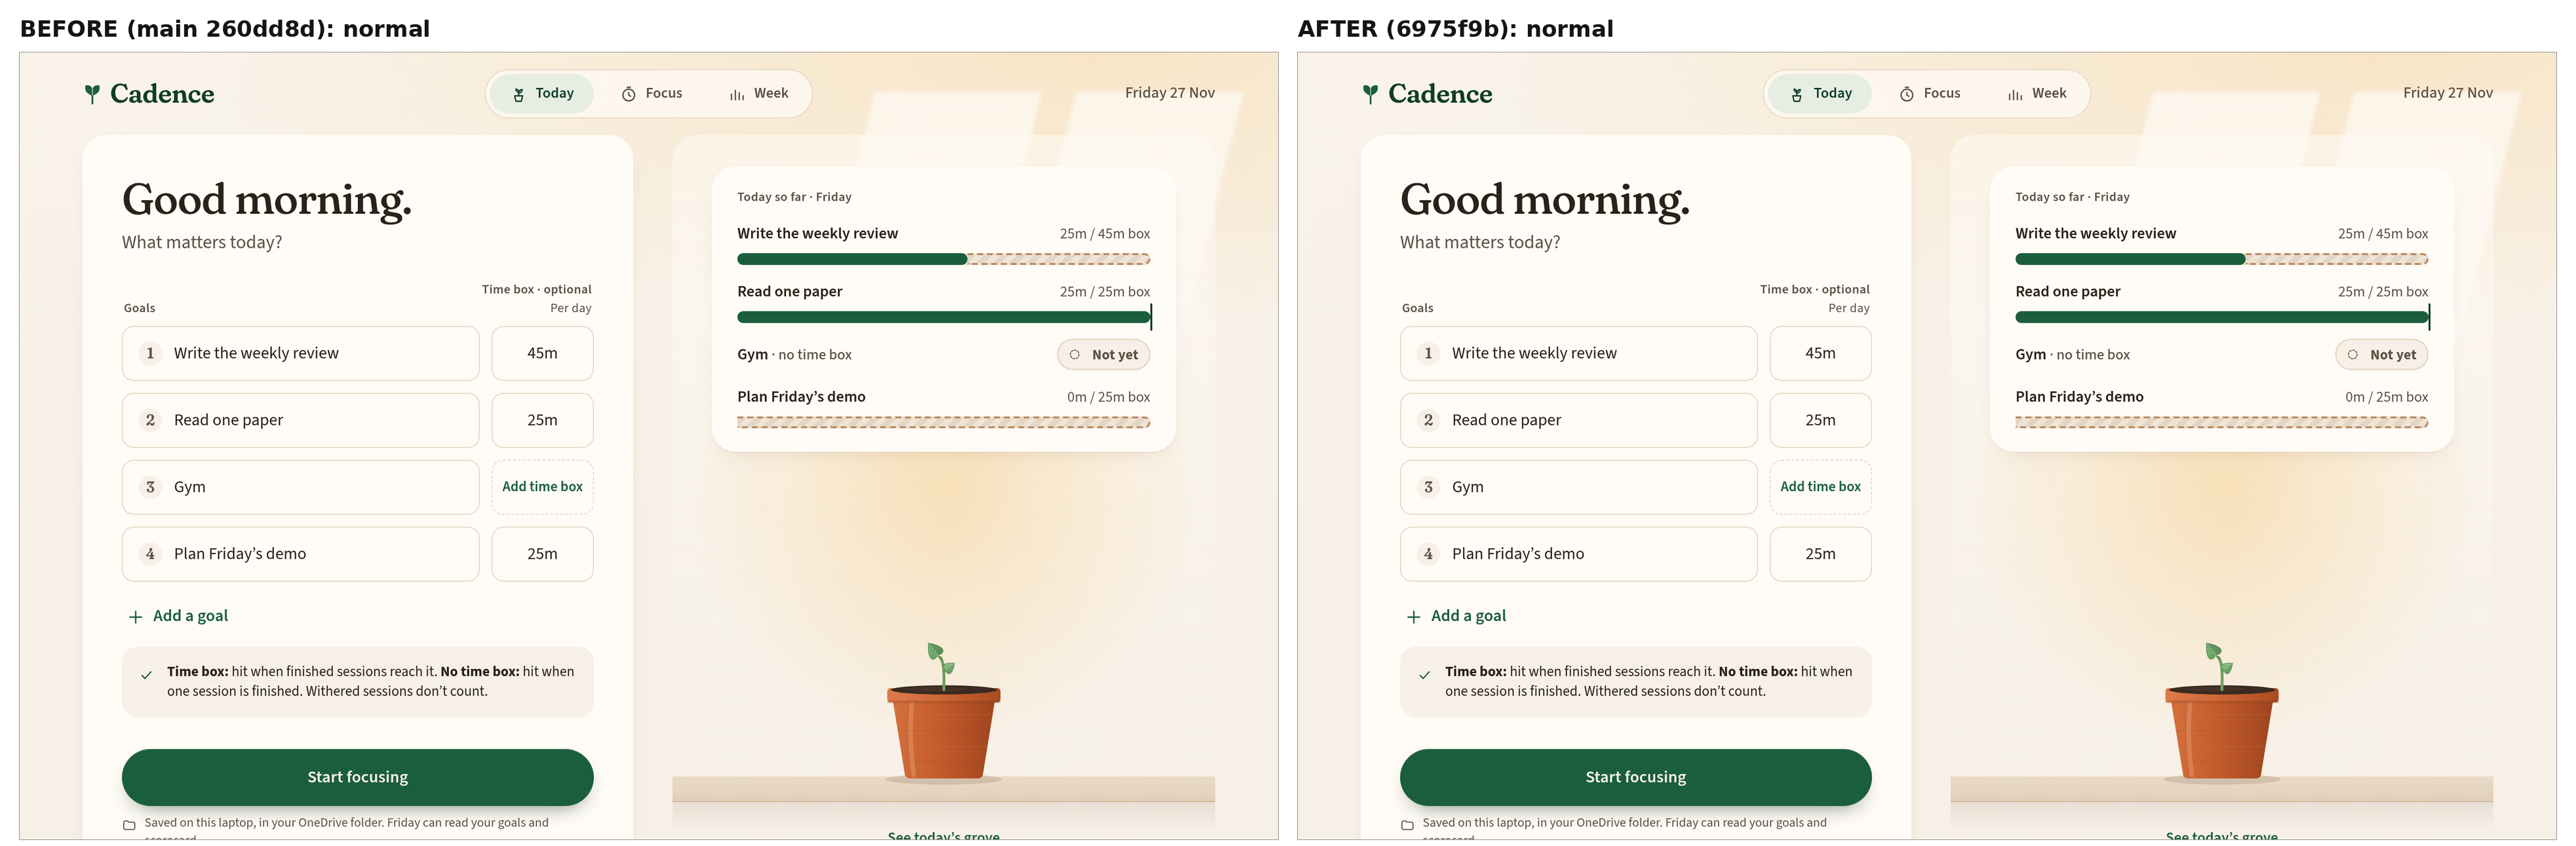 BEFORE (main 260dd8d): normal
Cadence
Today
Focus
Week
Friday 27 Nov
Good morning.
What matters today?
Goals
Time box · optional
Per day
1 Write the weekly review 45m
2 Read one paper 25m
3 Gym Add time box
4 Plan Friday’s demo 25m
Add a goal
Time box: hit when finished sessions reach it. No time box: hit when
one session is finished. Withered sessions don’t count.
Start focusing
Saved on this laptop, in your OneDrive folder. Friday can read your goals and
Today so far · Friday
Write the weekly review 25m / 45m box
Read one paper 25m / 25m box
Gym · no time box Not yet
Plan Friday’s demo 0m / 25m box
See today’s grove
AFTER (6975f9b): normal
Cadence
Today
Focus
Week
Friday 27 Nov
Good morning.
What matters today?
Goals
Time box · optional
Per day
1 Write the weekly review 45m
2 Read one paper 25m
3 Gym Add time box
4 Plan Friday’s demo 25m
Add a goal
Time box: hit when finished sessions reach it. No time box: hit when
one session is finished. Withered sessions don’t count.
Start focusing
Saved on this laptop, in your OneDrive folder. Friday can read your goals and
Today so far · Friday
Write the weekly review 25m / 45m box
Read one paper 25m / 25m box
Gym · no time box Not yet
Plan Friday’s demo 0m / 25m box
See today’s grove